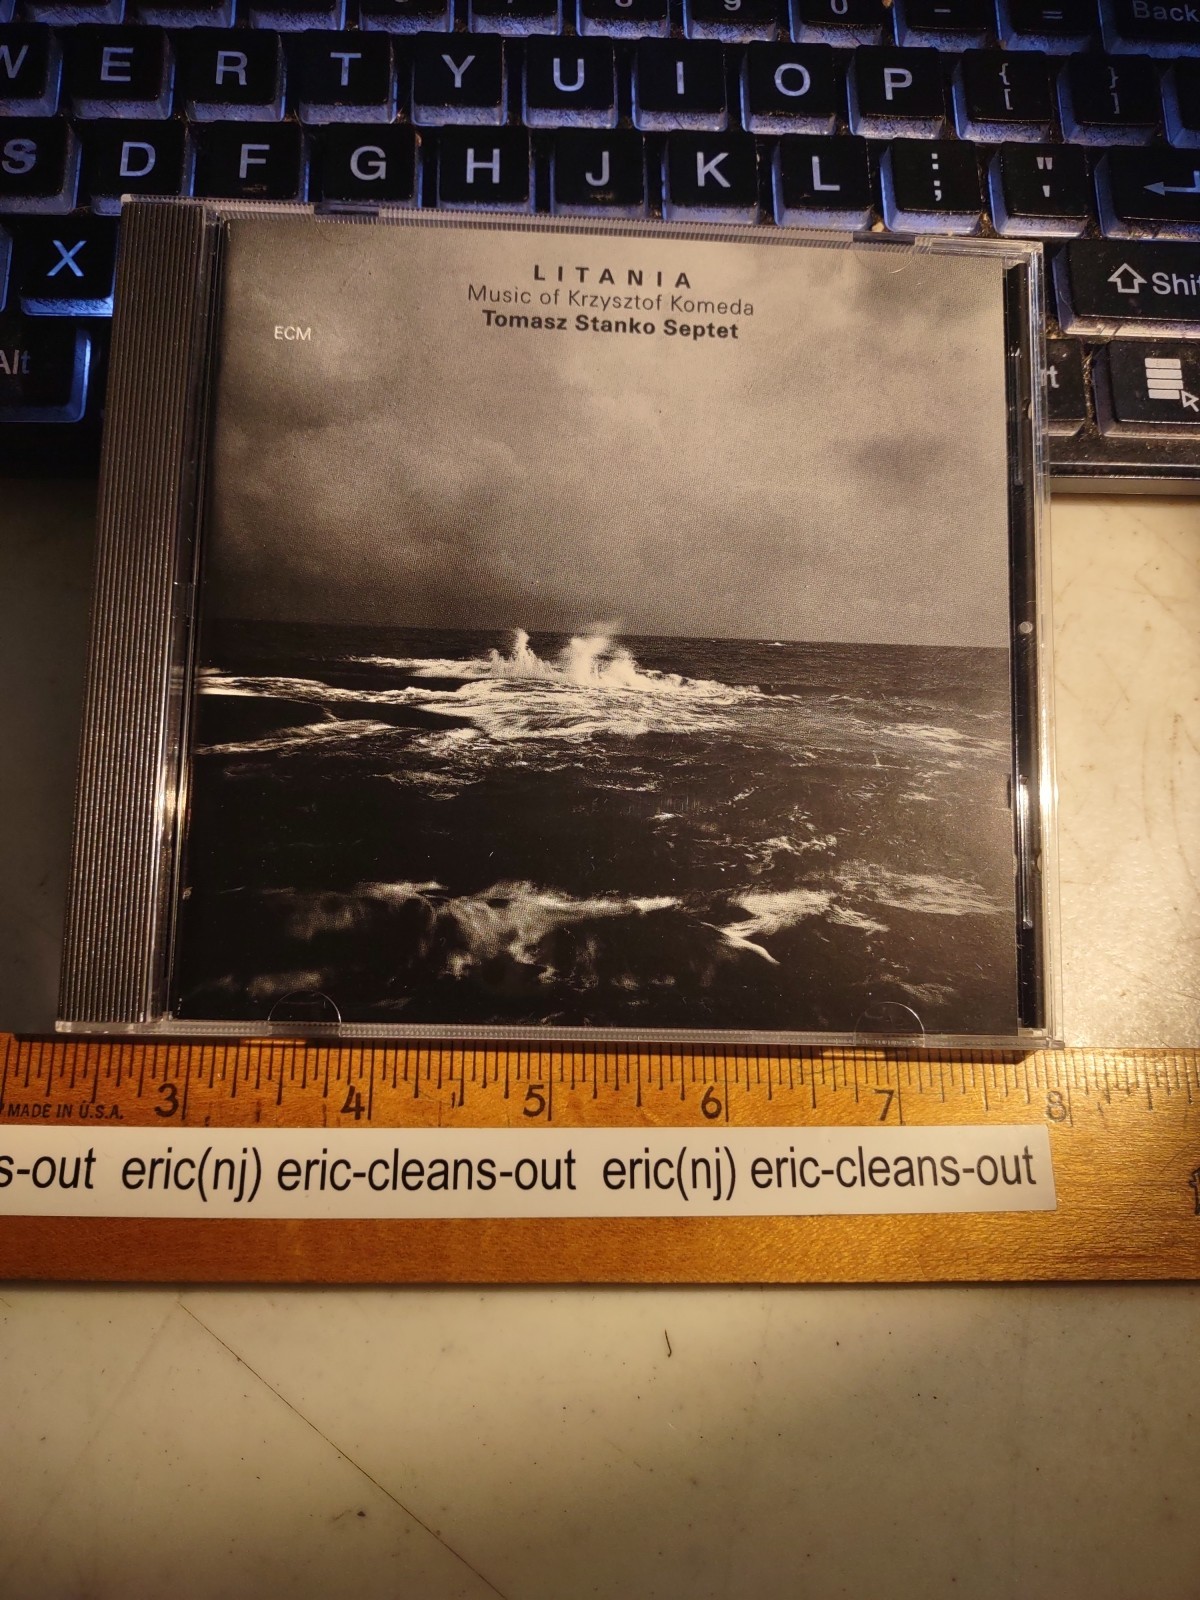 _ = Back
W E R T Y U I O P { [ } ]
S D F G H J K L ; : " '
X Shi
Alt
LITANIA
Music of Krzysztof Komeda
Tomasz Stanko Septet
ECM
MADE IN U.S.A. 3 4 5 6 7 8
s-out eric(nj) eric-cleans-out eric(nj) eric-cleans-out